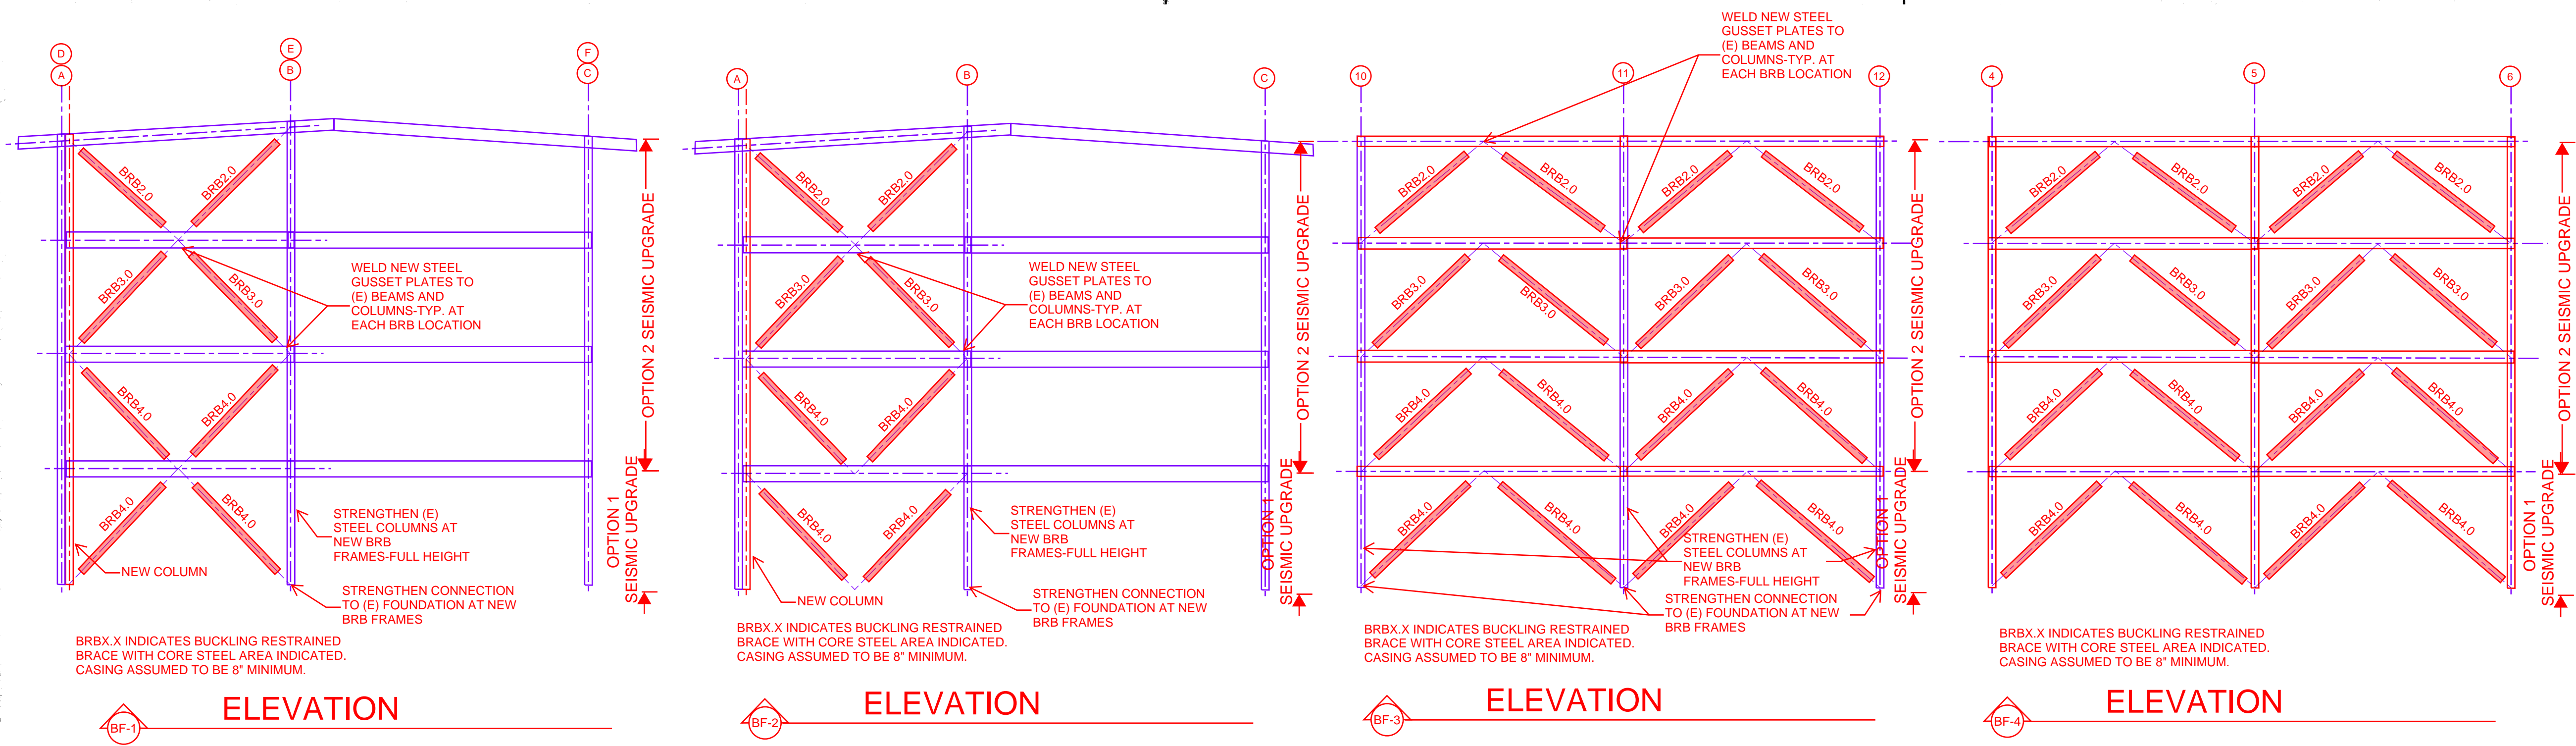 D
A
E
B
F
C
BRB2.0
BRB2.0
BRB3.0
BRB3.0
BRB4.0
BRB4.0
BRB4.0
BRB4.0
WELD NEW STEEL
GUSSET PLATES TO
(E) BEAMS AND
COLUMNS-TYP. AT
EACH BRB LOCATION
STRENGTHEN (E)
STEEL COLUMNS AT
NEW BRB
FRAMES-FULL HEIGHT
NEW COLUMN
STRENGTHEN CONNECTION
TO (E) FOUNDATION AT NEW
BRB FRAMES
OPTION 2 SEISMIC UPGRADE
OPTION 1
SEISMIC UPGRADE
BRBX.X INDICATES BUCKLING RESTRAINED
BRACE WITH CORE STEEL AREA INDICATED.
CASING ASSUMED TO BE 8" MINIMUM.
ELEVATION
BF-1
A
B
C
BRB2.0
BRB2.0
BRB3.0
BRB3.0
BRB4.0
BRB4.0
BRB4.0
BRB4.0
WELD NEW STEEL
GUSSET PLATES TO
(E) BEAMS AND
COLUMNS-TYP. AT
EACH BRB LOCATION
STRENGTHEN (E)
STEEL COLUMNS AT
NEW BRB
FRAMES-FULL HEIGHT
NEW COLUMN
STRENGTHEN CONNECTION
TO (E) FOUNDATION AT NEW
BRB FRAMES
OPTION 2 SEISMIC UPGRADE
OPTION 1
SEISMIC UPGRADE
BRBX.X INDICATES BUCKLING RESTRAINED
BRACE WITH CORE STEEL AREA INDICATED.
CASING ASSUMED TO BE 8" MINIMUM.
ELEVATION
BF-2
WELD NEW STEEL
GUSSET PLATES TO
(E) BEAMS AND
COLUMNS-TYP. AT
EACH BRB LOCATION
10
11
12
BRB2.0
BRB2.0
BRB2.0
BRB2.0
BRB3.0
BRB3.0
BRB3.0
BRB3.0
BRB4.0
BRB4.0
BRB4.0
BRB4.0
BRB4.0
BRB4.0
BRB4.0
BRB4.0
STRENGTHEN (E)
STEEL COLUMNS AT
NEW BRB
FRAMES-FULL HEIGHT
STRENGTHEN CONNECTION
TO (E) FOUNDATION AT NEW
BRB FRAMES
OPTION 2 SEISMIC UPGRADE
OPTION 1
SEISMIC UPGRADE
BRBX.X INDICATES BUCKLING RESTRAINED
BRACE WITH CORE STEEL AREA INDICATED.
CASING ASSUMED TO BE 8" MINIMUM.
ELEVATION
BF-3
4
5
6
BRB2.0
BRB2.0
BRB2.0
BRB2.0
BRB3.0
BRB3.0
BRB3.0
BRB3.0
BRB4.0
BRB4.0
BRB4.0
BRB4.0
BRB4.0
BRB4.0
BRB4.0
BRB4.0
OPTION 2 SEISMIC UPGRADE
OPTION 1
SEISMIC UPGRADE
BRBX.X INDICATES BUCKLING RESTRAINED
BRACE WITH CORE STEEL AREA INDICATED.
CASING ASSUMED TO BE 8" MINIMUM.
ELEVATION
BF-4